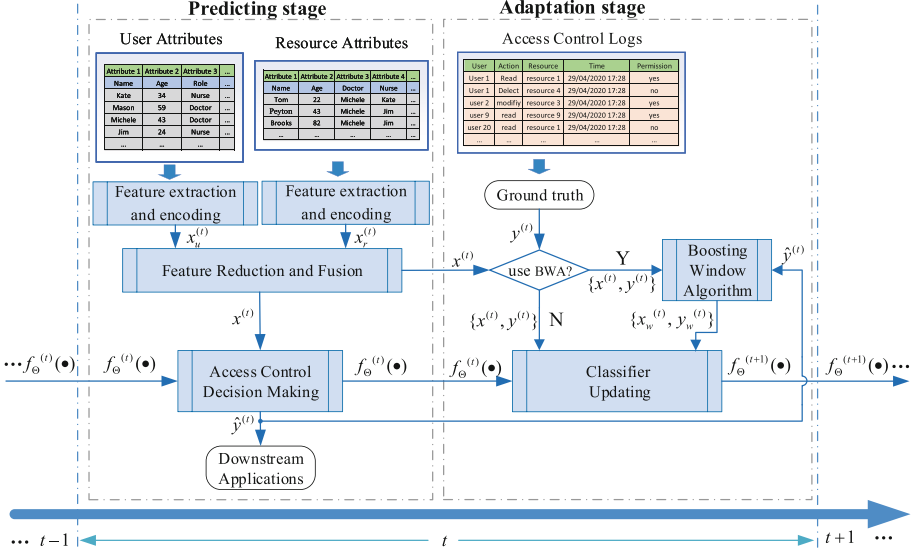 Predicting stage
Adaptation stage
User Attributes
Resource Attributes
Access Control Logs
Attribute 1 Attribute 2 Attribute 3 ...
Name Age Role ...
Kate 34 Nurse ...
Mason 59 Doctor ...
Michele 43 Doctor ...
Jim 24 Nurse ...
... ... ...
Attribute 1 Attribute 2 Attribute 3 Attribute 4 ...
Name Age Doctor Nurse ...
Tom 22 Michele Kate ...
Peyton 43 Michele Jim ...
Brooks 82 Michele Jim ...
... ... ... ...
User Action Resource Time Permission
User 1 Read resource 1 29/04/2020 17:28 yes
User 1 Delect resource 4 29/04/2020 17:28 no
user 2 modifiy resource 3 29/04/2020 17:28 yes
user 9 read resource 9 29/04/2020 17:28 yes
user 20 read resource 1 29/04/2020 17:28 no
... ... ... ... ...
Feature extraction
and encoding
Feature extraction
and encoding
Ground truth
x_u^{(t)}
x_r^{(t)}
y^{(t)}
Feature Reduction and Fusion
x^{(t)}
use BWA?
Y
{x^{(t)}, y^{(t)}}
Boosting
Window
Algorithm
ŷ^{(t)}
x^{(t)}
{x^{(t)}, y^{(t)}} N
{x_w^{(t)}, y_w^{(t)}}
...f_Θ^{(t)}(•)
f_Θ^{(t)}(•)
Access Control
Decision Making
f_Θ^{(t)}(•)
f_Θ^{(t)}(•)
Classifier
Updating
f_Θ^{(t+1)}(•)
f_Θ^{(t+1)}(•)...
ŷ^{(t)}
Downstream
Applications
... t−1
t
t+1 ...